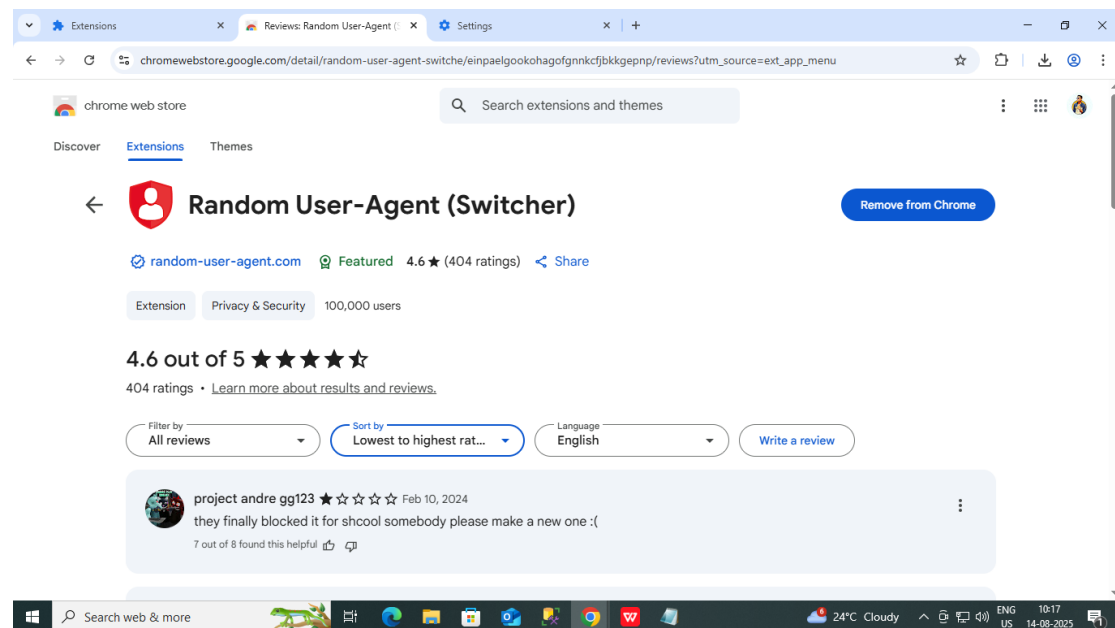 Extensions
Reviews: Random User-Agent (S
Settings
chromewebstore.google.com/detail/random-user-agent-switche/einpaelgookohagofgnnkcfjbkkgepnp/reviews?utm_source=ext_app_menu
chrome web store
Search extensions and themes
Discover Extensions Themes
Random User-Agent (Switcher)
Remove from Chrome
random-user-agent.com Featured 4.6 ★ (404 ratings) Share
Extension Privacy & Security 100,000 users
4.6 out of 5
404 ratings • Learn more about results and reviews.
Filter by Sort by Language
All reviews Lowest to highest rat... English Write a review
project andre gg123 Feb 10, 2024
they finally blocked it for shcool somebody please make a new one :(
7 out of 8 found this helpful
Search web & more
24°C Cloudy
ENG 10:17
US 14-08-2025